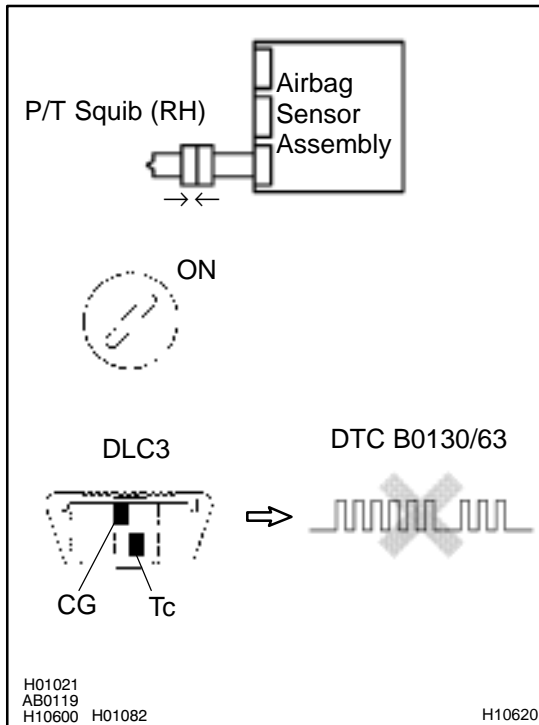 P/T Squib (RH)
Airbag
Sensor
Assembly
ON
DLC3
DTC B0130/63
CG
Tc
H01021
AB0119
H10600 H01082
H10620